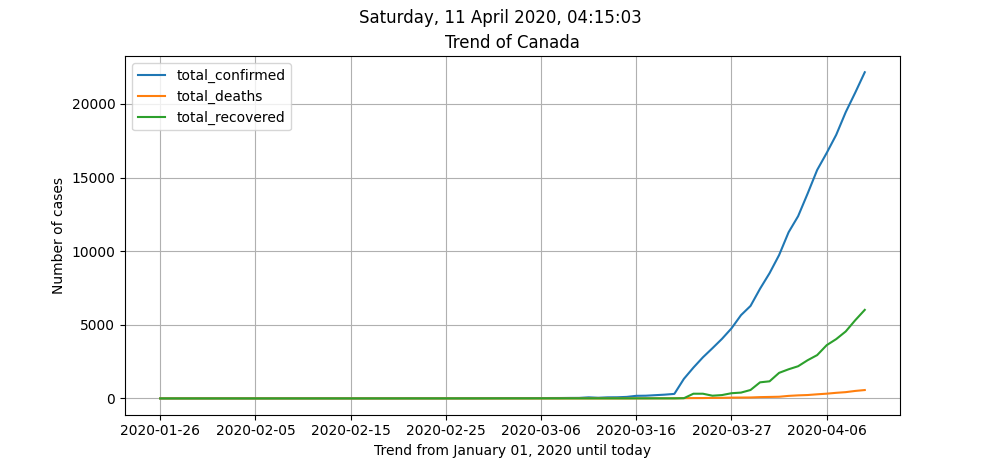 Saturday, 11 April 2020, 04:15:03
Trend of Canada
total_confirmed
total_deaths
total_recovered
Number of cases
20000
15000
10000
5000
0
2020-01-26 2020-02-05 2020-02-15 2020-02-25 2020-03-06 2020-03-16 2020-03-27 2020-04-06
Trend from January 01, 2020 until today